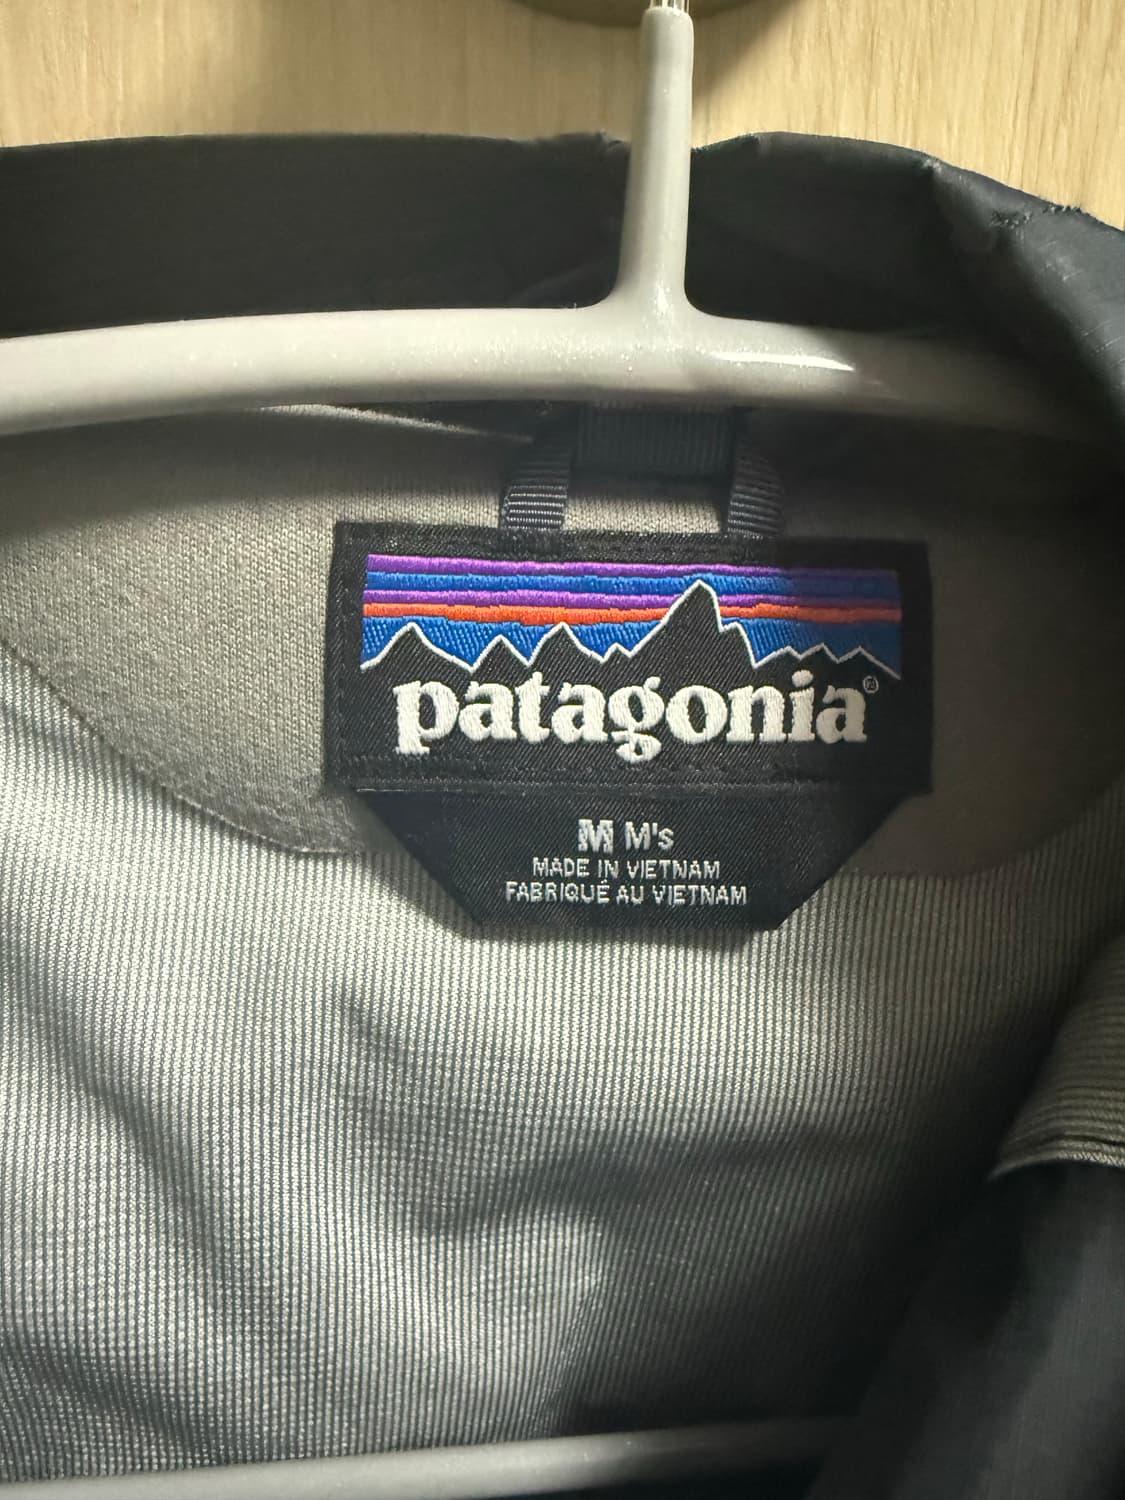 patagonia®
M M's
MADE IN VIETNAM
FABRIQUÉ AU VIETNAM